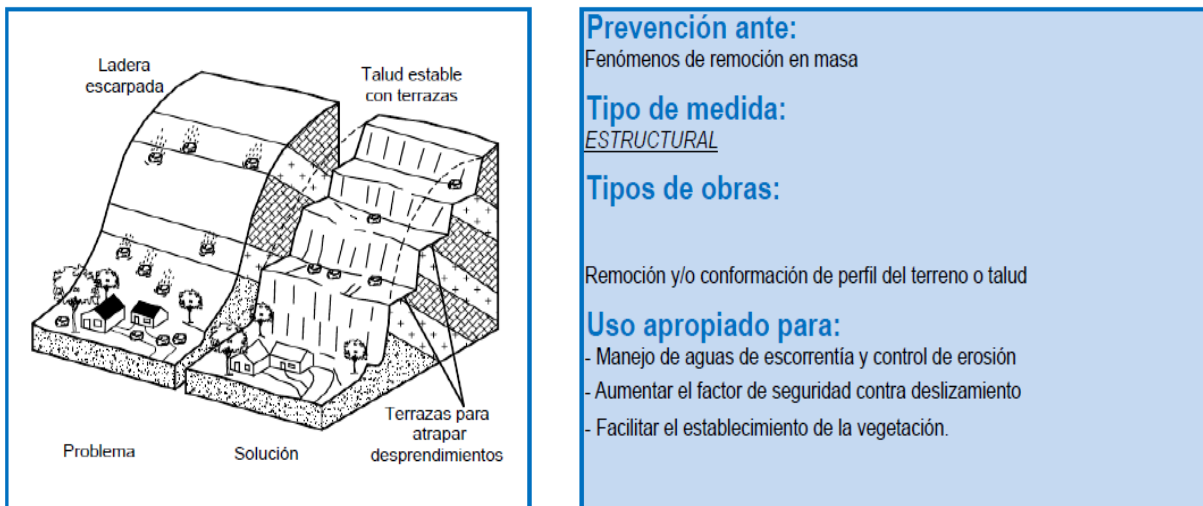 Ladera
escarpada
Talud estable
con terrazas
Terrazas para
atrapar
desprendimientos
Problema
Solución
Prevención ante:
Fenómenos de remoción en masa
Tipo de medida:
ESTRUCTURAL
Tipos de obras:
Remoción y/o conformación de perfil del terreno o talud
Uso apropiado para:
- Manejo de aguas de escorrentía y control de erosión
- Aumentar el factor de seguridad contra deslizamiento
- Facilitar el establecimiento de la vegetación.